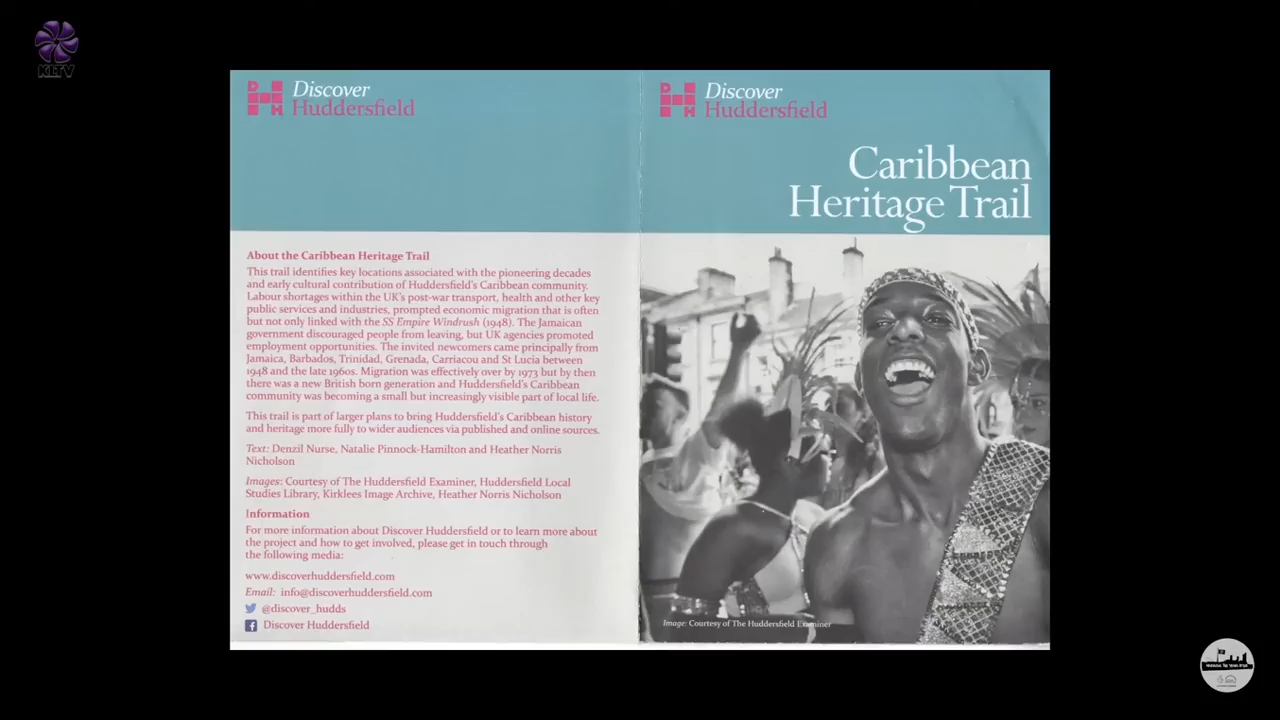 KLTV
Discover
Huddersfield
About the Caribbean Heritage Trail
This trail identifies key locations associated with the pioneering decades
and early cultural contribution of Huddersfield's Caribbean community.
Labour shortages within the UK's post-war transport, health and other key
public services and industries, prompted economic migration that is often
but not only linked with the SS Empire Windrush (1948). The Jamaican
government discouraged people from leaving, but UK agencies promoted
employment opportunities. The invited newcomers came principally from
Jamaica, Barbados, Trinidad, Grenada, Carriacou and St Lucia between
1948 and the late 1960s. Migration was effectively over by 1973 but by then
there was a new British born generation and Huddersfield's Caribbean
community was becoming a small but increasingly visible part of local life.
This trail is part of larger plans to bring Huddersfield's Caribbean history
and heritage more fully to wider audiences via published and online sources.
Text: Denzil Nurse, Natalie Pinnock-Hamilton and Heather Norris
Nicholson
Images: Courtesy of The Huddersfield Examiner, Huddersfield Local
Studies Library, Kirklees Image Archive, Heather Norris Nicholson
Information
For more information about Discover Huddersfield or to learn more about
the project and how to get involved, please get in touch through
the following media:
www.discoverhuddersfield.com
Email: info@discoverhuddersfield.com
@discover_hudds
Discover Huddersfield
Discover
Huddersfield
Caribbean
Heritage Trail
Image: Courtesy of The Huddersfield Examiner